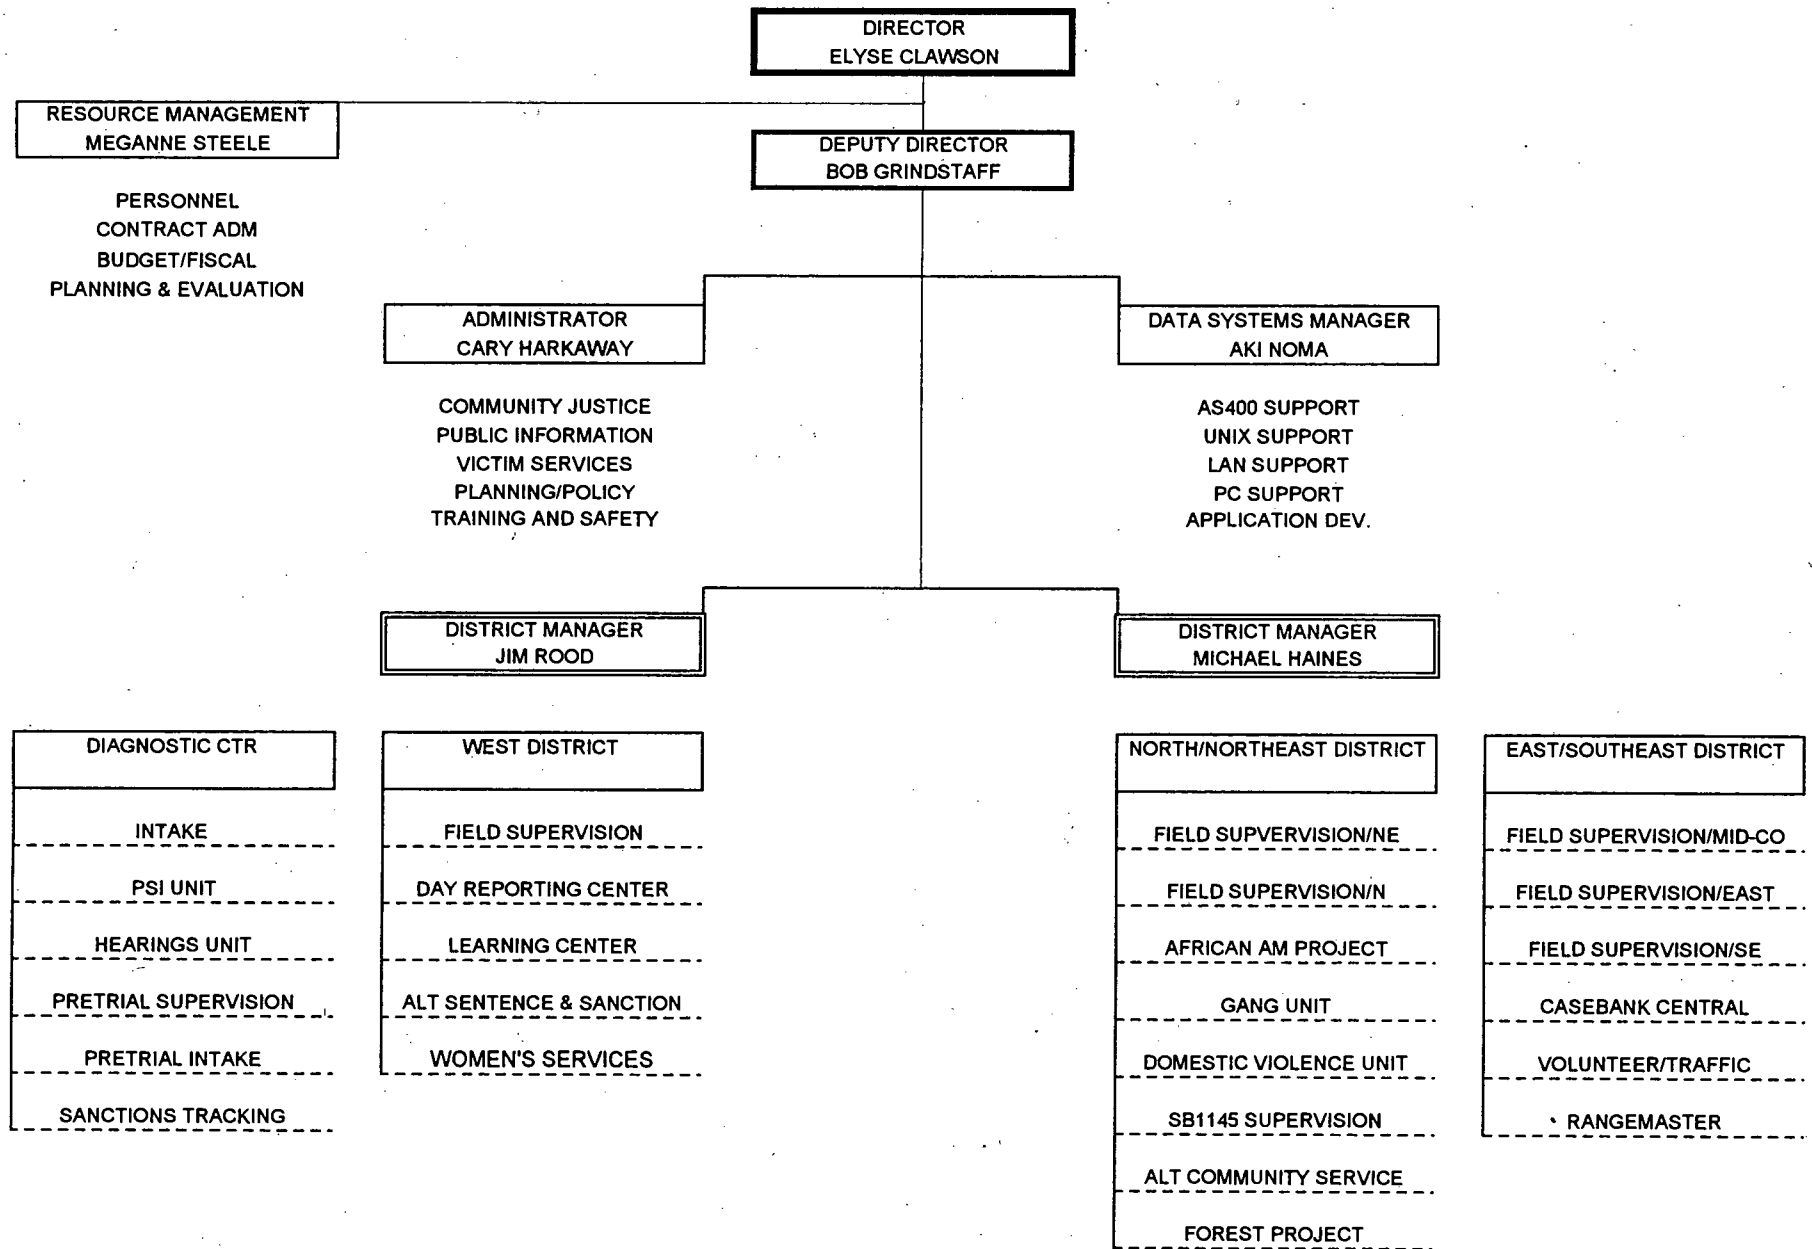 DIRECTOR
ELYSE CLAWSON
RESOURCE MANAGEMENT
MEGANNE STEELE
PERSONNEL
CONTRACT ADM
BUDGET/FISCAL
PLANNING & EVALUATION
DEPUTY DIRECTOR
BOB GRINDSTAFF
ADMINISTRATOR
CARY HARKAWAY
COMMUNITY JUSTICE
PUBLIC INFORMATION
VICTIM SERVICES
PLANNING/POLICY
TRAINING AND SAFETY
DATA SYSTEMS MANAGER
AKI NOMA
AS400 SUPPORT
UNIX SUPPORT
LAN SUPPORT
PC SUPPORT
APPLICATION DEV.
DISTRICT MANAGER
JIM ROOD
DISTRICT MANAGER
MICHAEL HAINES
DIAGNOSTIC CTR
INTAKE
PSI UNIT
HEARINGS UNIT
PRETRIAL SUPERVISION
PRETRIAL INTAKE
SANCTIONS TRACKING
WEST DISTRICT
FIELD SUPERVISION
DAY REPORTING CENTER
LEARNING CENTER
ALT SENTENCE & SANCTION
WOMEN'S SERVICES
NORTH/NORTHEAST DISTRICT
FIELD SUPVERVISION/NE
FIELD SUPERVISION/N
AFRICAN AM PROJECT
GANG UNIT
DOMESTIC VIOLENCE UNIT
SB1145 SUPERVISION
ALT COMMUNITY SERVICE
FOREST PROJECT
EAST/SOUTHEAST DISTRICT
FIELD SUPERVISION/MID-CO
FIELD SUPERVISION/EAST
FIELD SUPERVISION/SE
CASEBANK CENTRAL
VOLUNTEER/TRAFFIC
RANGEMASTER